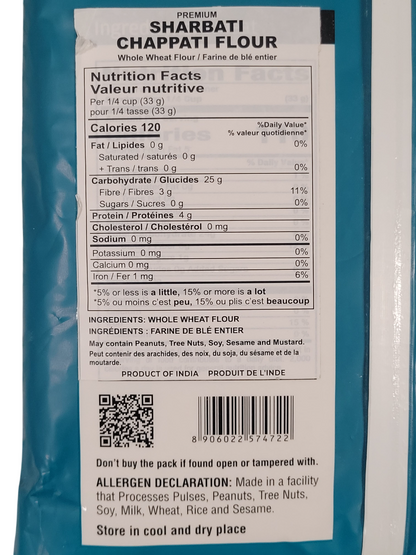 PREMIUM
SHARBATI
CHAPPATI FLOUR
Whole Wheat Flour / Farine de blé entier
Nutrition Facts
Valeur nutritive
Per 1/4 cup (33 g)
pour 1/4 tasse (33 g)
Calories 120 %Daily Value*
% valeur quotidienne*
Fat / Lipides 0 g 0%
Saturated / saturés 0 g
+ Trans / trans 0 g 0%
Carbohydrate / Glucides 25 g
Fibre / Fibres 3 g 11%
Sugars / Sucres 0 g 0%
Protein / Protéines 4 g
Cholesterol / Cholestérol 0 mg
Sodium 0 mg 0%
Potassium 0 mg 0%
Calcium 0 mg 0%
Iron / Fer 1 mg 6%
*5% or less is a little, 15% or more is a lot
*5% ou moins c'est peu, 15% ou plis c'est beaucoup
INGREDIENTS: WHOLE WHEAT FLOUR
INGRÉDIENTS : FARINE DE BLÉ ENTIER
May contain Peanuts, Tree Nuts, Soy, Sesame and Mustard.
Peut contenir des arachides, des noix, du soja, du sésame et de la
moutarde.
PRODUCT OF INDIA PRODUIT DE L'INDE
8 906022 574722
Don't buy the pack if found open or tampered with.
ALLERGEN DECLARATION: Made in a facility
that Processes Pulses, Peanuts, Tree Nuts,
Soy, Milk, Wheat, Rice and Sesame.
Store in cool and dry place